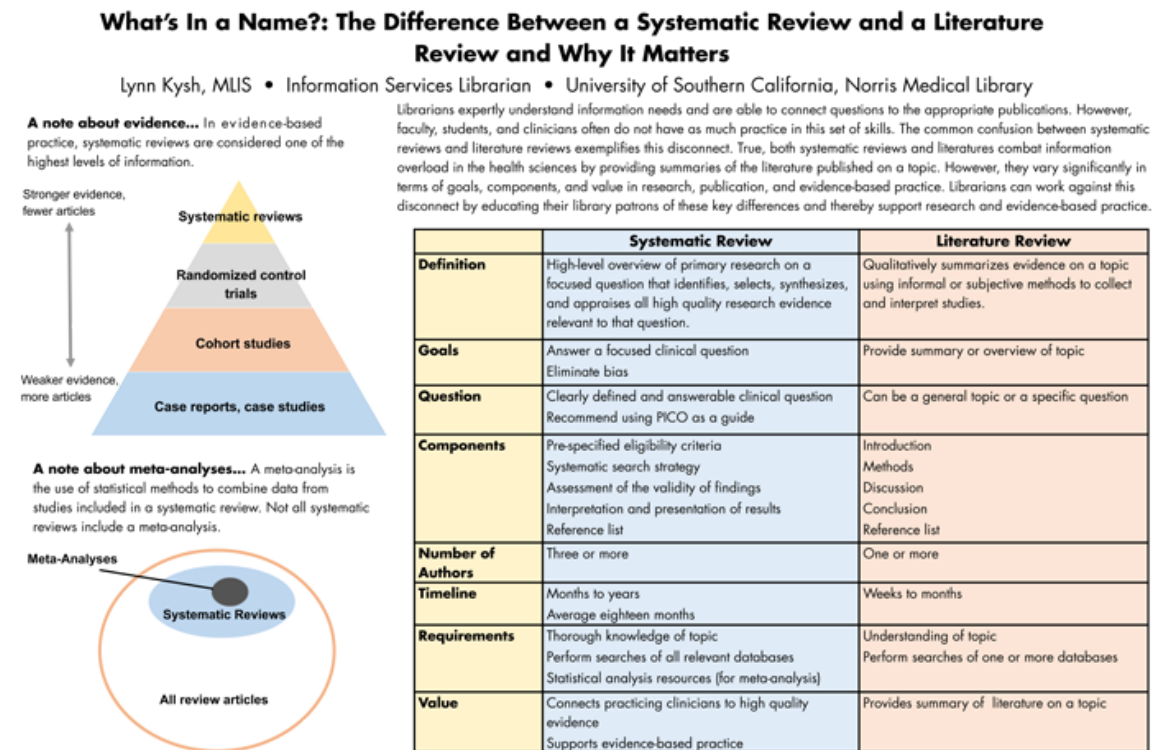 What's In a Name?: The Difference Between a Systematic Review and a Literature
Review and Why It Matters
Lynn Kysh, MLIS • Information Services Librarian • University of Southern California, Norris Medical Library
A note about evidence... In evidence-based
practice, systematic reviews are considered one of the
highest levels of information.
Stronger evidence,
fewer articles
Systematic reviews
Randomized control
trials
Cohort studies
Weaker evidence,
more articles
Case reports, case studies
A note about meta-analyses... A meta-analysis is
the use of statistical methods to combine data from
studies included in a systematic review. Not all systematic
reviews include a meta-analysis.
Meta-Analyses
Systematic Reviews
All review articles
Librarians expertly understand information needs and are able to connect questions to the appropriate publications. However,
faculty, students, and clinicians often do not have as much practice in this set of skills. The common confusion between systematic
reviews and literature reviews exemplifies this disconnect. True, both systematic reviews and literatures combat information
overload in the health sciences by providing summaries of the literature published on a topic. However, they vary significantly in
terms of goals, components, and value in research, publication, and evidence-based practice. Librarians can work against this
disconnect by educating their library patrons of these key differences and thereby support research and evidence-based practice.
Systematic Review
Literature Review
Definition
High-level overview of primary research on a
focused question that identifies, selects, synthesizes,
and appraises all high quality research evidence
relevant to that question.
Qualitatively summarizes evidence on a topic
using informal or subjective methods to collect
and interpret studies.
Goals
Answer a focused clinical question
Eliminate bias
Provide summary or overview of topic
Question
Clearly defined and answerable clinical question
Recommend using PICO as a guide
Can be a general topic or a specific question
Components
Pre-specified eligibility criteria
Systematic search strategy
Assessment of the validity of findings
Interpretation and presentation of results
Reference list
Introduction
Methods
Discussion
Conclusion
Reference list
Number of
Authors
Three or more
One or more
Timeline
Months to years
Average eighteen months
Weeks to months
Requirements
Thorough knowledge of topic
Perform searches of all relevant databases
Statistical analysis resources (for meta-analysis)
Understanding of topic
Perform searches of one or more databases
Value
Connects practicing clinicians to high quality
evidence
Supports evidence-based practice
Provides summary of literature on a topic